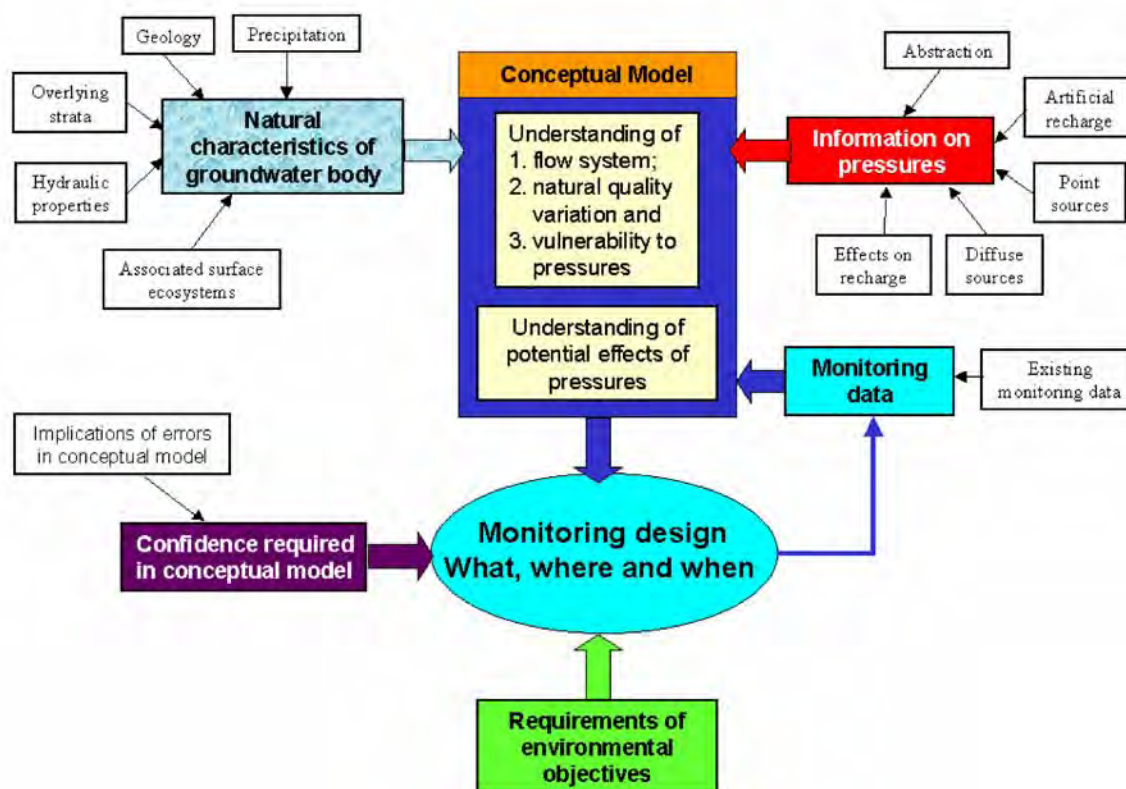 Geology
Precipitation
Overlying
strata
Hydraulic
properties
Natural
characteristics of
groundwater body
Associated surface
ecosystems
Conceptual Model
Understanding of
1. flow system;
2. natural quality
variation and
3. vulnerability to
pressures
Understanding of
potential effects of
pressures
Abstraction
Artificial
recharge
Information on
pressures
Point
sources
Effects on
recharge
Diffuse
sources
Monitoring
data
Existing
monitoring data
Implications of errors
in conceptual model
Confidence required
in conceptual model
Monitoring design
What, where and when
Requirements of
environmental
objectives